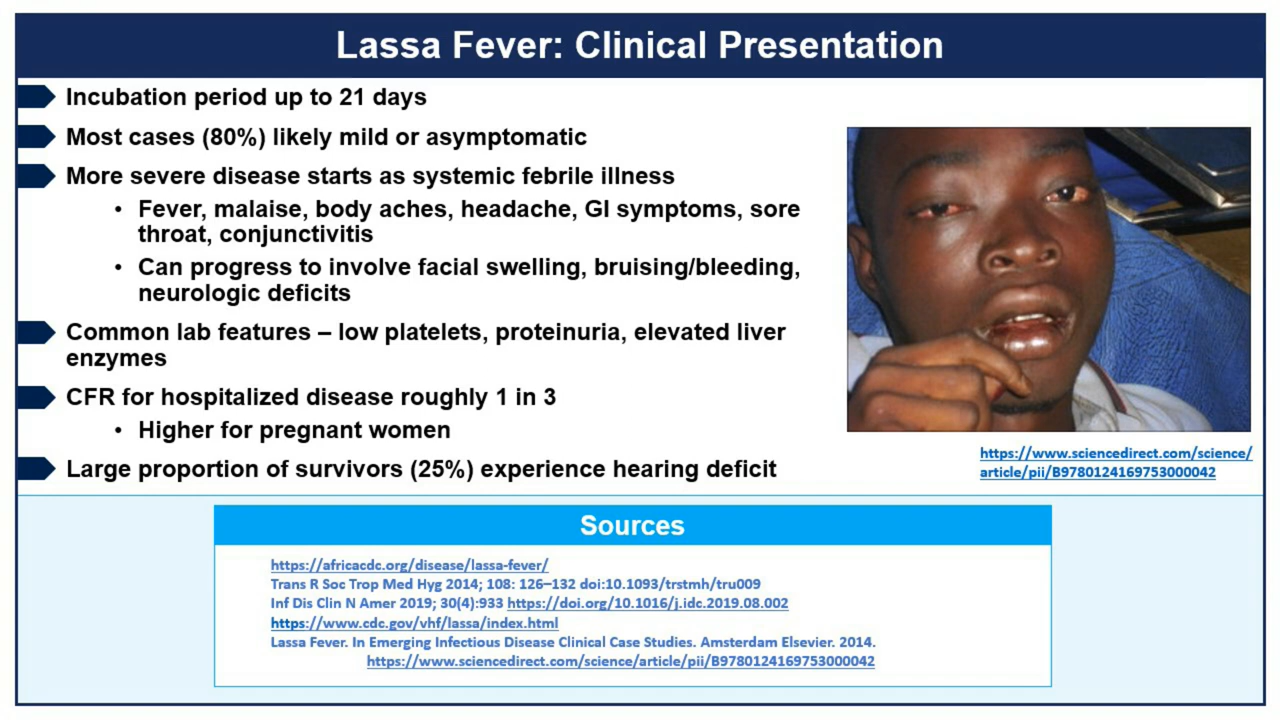 Lassa Fever: Clinical Presentation
Incubation period up to 21 days
Most cases (80%) likely mild or asymptomatic
More severe disease starts as systemic febrile illness
• Fever, malaise, body aches, headache, GI symptoms, sore
throat, conjunctivitis
• Can progress to involve facial swelling, bruising/bleeding,
neurologic deficits
Common lab features – low platelets, proteinuria, elevated liver
enzymes
CFR for hospitalized disease roughly 1 in 3
• Higher for pregnant women
Large proportion of survivors (25%) experience hearing deficit
https://www.sciencedirect.com/science/
article/pii/B9780124169753000042
Sources
https://africacdc.org/disease/lassa-fever/
Trans R Soc Trop Med Hyg 2014; 108: 126–132 doi:10.1093/trstmh/tru009
Inf Dis Clin N Amer 2019; 30(4):933 https://doi.org/10.1016/j.idc.2019.08.002
https://www.cdc.gov/vhf/lassa/index.html
Lassa Fever. In Emerging Infectious Disease Clinical Case Studies. Amsterdam Elsevier. 2014.
https://www.sciencedirect.com/science/article/pii/B9780124169753000042